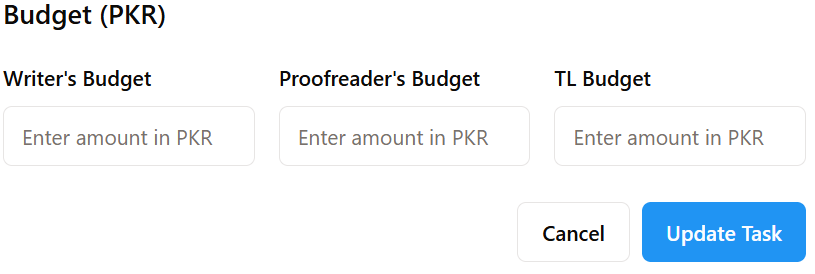 Budget (PKR)
Writer's Budget Proofreader's Budget TL Budget
Enter amount in PKR Enter amount in PKR Enter amount in PKR
Cancel Update Task